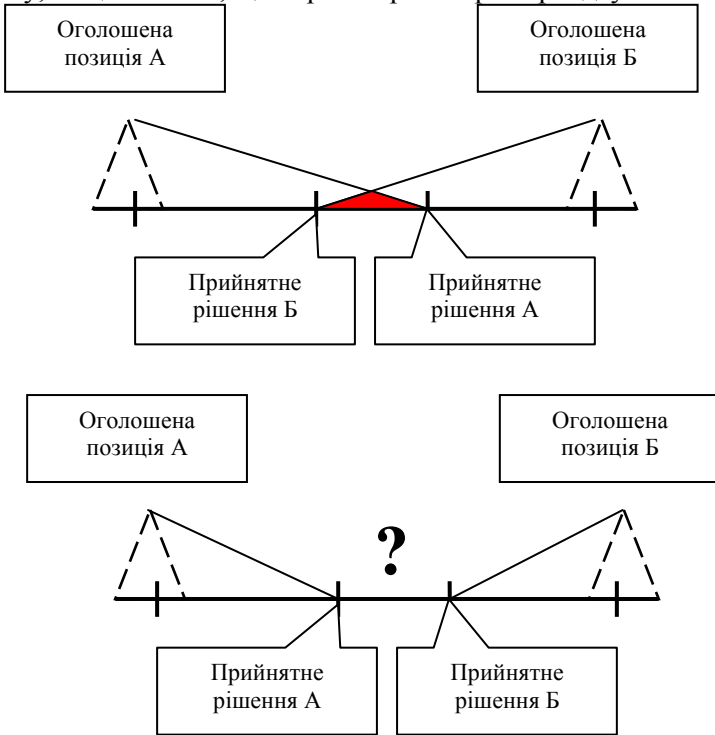 Оголошена
позиція А
Оголошена
позиція Б
Прийнятне
рішення Б
Прийнятне
рішення А
Оголошена
позиція А
Оголошена
позиція Б
?
Прийнятне
рішення А
Прийнятне
рішення Б